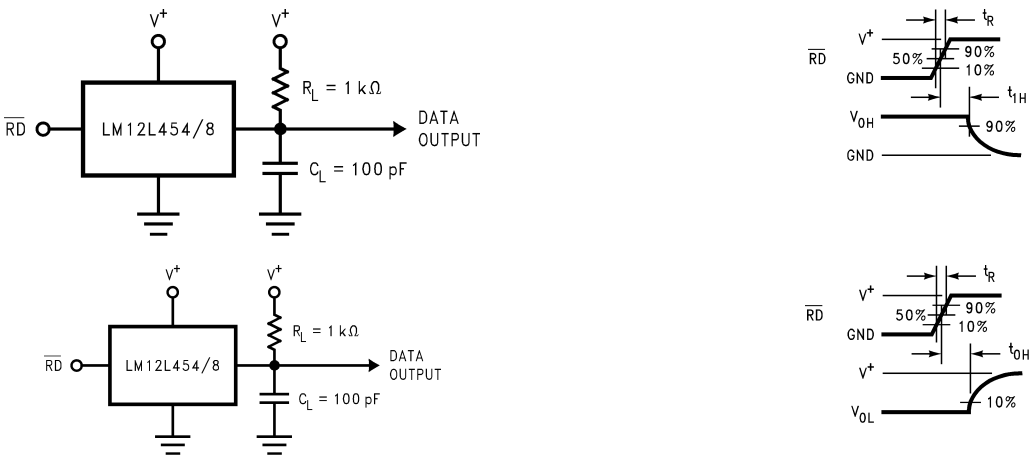 V+
V+
R_L = 1 kΩ
RD
LM12L454/8
DATA
OUTPUT
C_L = 100 pF
t_R
V+
90%
RD
50%
10%
GND
t_1H
V_OH
90%
GND
V+
V+
R_L = 1 kΩ
RD
LM12L454/8
DATA
OUTPUT
C_L = 100 pF
t_R
V+
90%
RD
50%
10%
GND
t_0H
V+
10%
V_OL